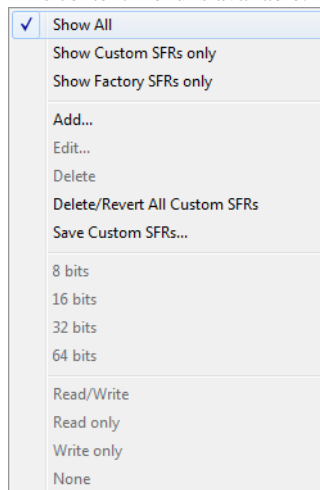 Show All
Show Custom SFRs only
Show Factory SFRs only
Add...
Edit...
Delete
Delete/Revert All Custom SFRs
Save Custom SFRs...
8 bits
16 bits
32 bits
64 bits
Read/Write
Read only
Write only
None